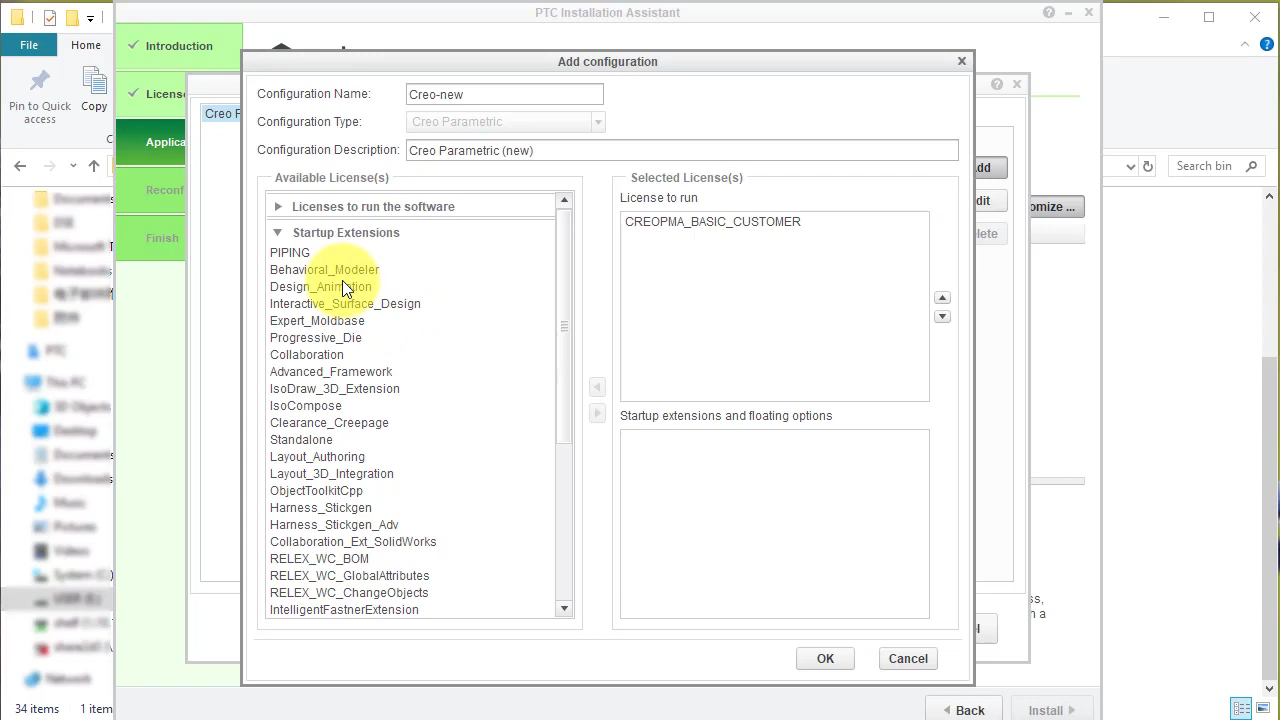 PTC Installation Assistant
File
Home
Introduction
Add configuration
Pin to Quick access
Copy
Configuration Name:
Creo-new
Configuration Type:
Creo Parametric
Configuration Description:
Creo Parametric (new)
Search bin
Available License(s)
Selected License(s)
Licenses to run the software
License to run
Startup Extensions
CREOPMA_BASIC_CUSTOMER
PIPING
Behavioral_Modeler
Design_Animation
Interactive_Surface_Design
Expert_Moldbase
Progressive_Die
Collaboration
Advanced_Framework
IsoDraw_3D_Extension
IsoCompose
Startup extensions and floating options
Clearance_Creepage
Standalone
Layout_Authoring
Layout_3D_Integration
ObjectToolkitCpp
Harness_Stickgen
Harness_Stickgen_Adv
Collaboration_Ext_SolidWorks
RELEX_WC_BOM
RELEX_WC_GlobalAttributes
RELEX_WC_ChangeObjects
IntelligentFastnerExtension
Finish
OK
Cancel
34 items
1 item
Back
Install